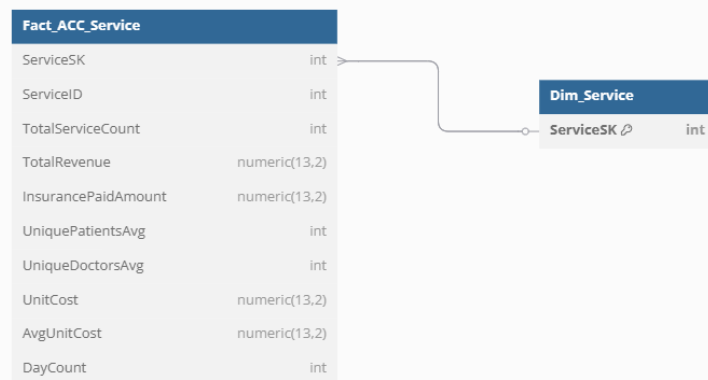 Fact_ACC_Service
ServiceSK int
ServiceID int
TotalServiceCount int
TotalRevenue numeric(13,2)
InsurancePaidAmount numeric(13,2)
UniquePatientsAvg int
UniqueDoctorsAvg int
UnitCost numeric(13,2)
AvgUnitCost numeric(13,2)
DayCount int
Dim_Service
ServiceSK int